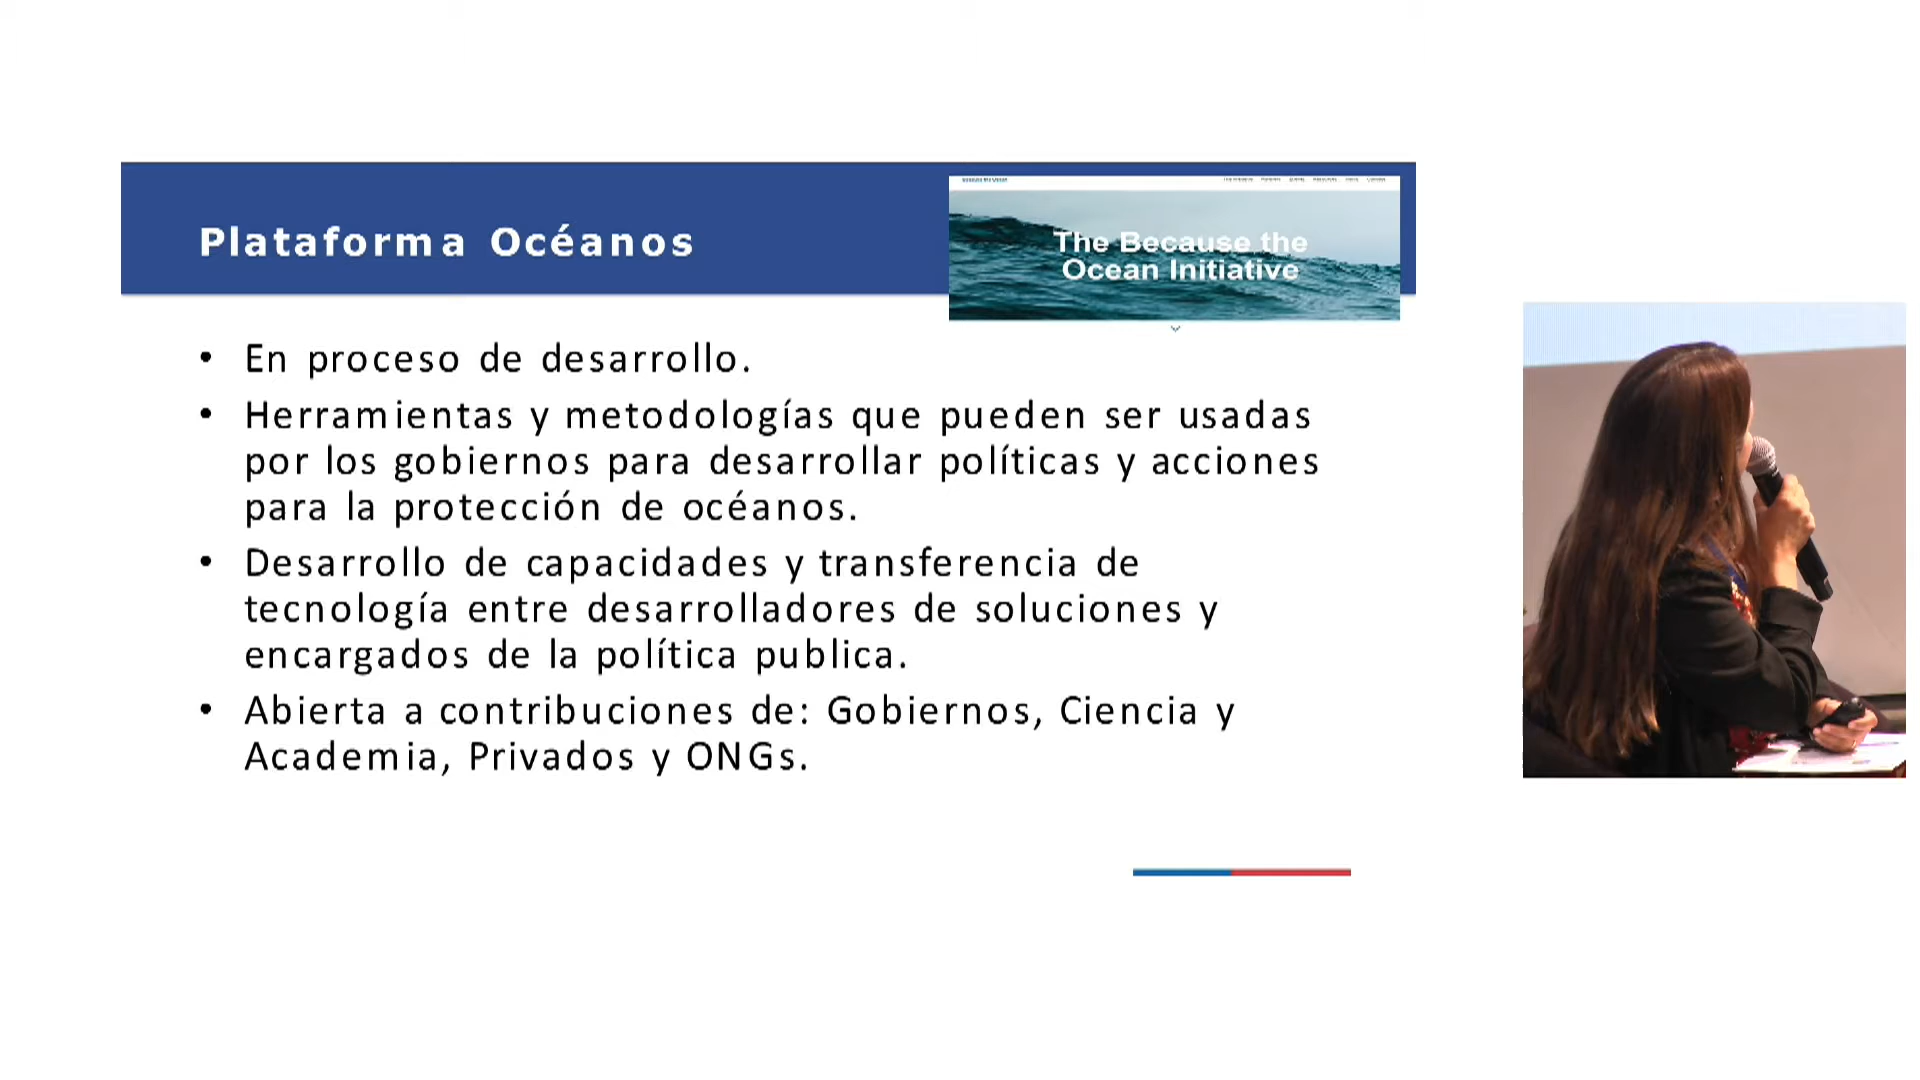 Plataforma Océanos
The Because the
Ocean Initiative
• En proceso de desarrollo.
• Herramientas y metodologías que pueden ser usadas
por los gobiernos para desarrollar políticas y acciones
para la protección de océanos.
• Desarrollo de capacidades y transferencia de
tecnología entre desarrolladores de soluciones y
encargados de la política publica.
• Abierta a contribuciones de: Gobiernos, Ciencia y
Academia, Privados y ONGs.